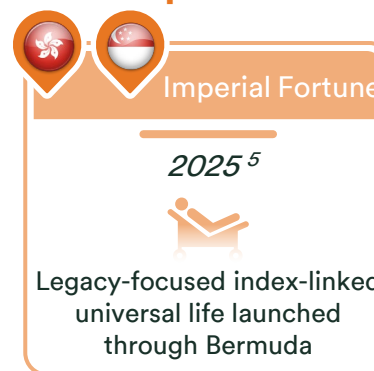 Imperial Fortune
2025 5
Legacy-focused index-linked
universal life launched
through Bermuda